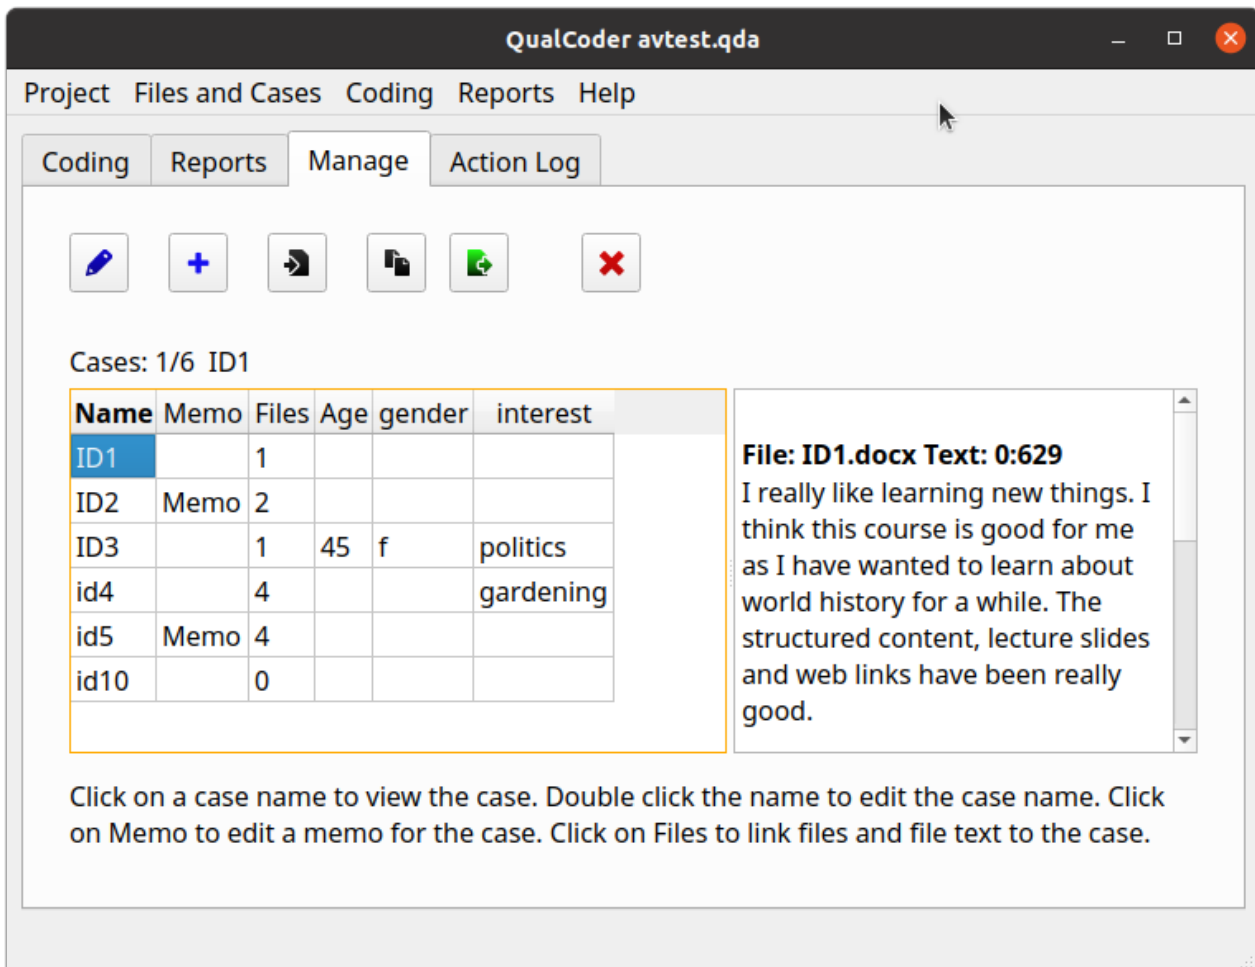 QualCoder avtest.qda
Project Files and Cases Coding Reports Help
Coding Reports Manage Action Log
Cases: 1/6 ID1
Name Memo Files Age gender interest
ID1 1
ID2 Memo 2
ID3 1 45 f politics
id4 4 gardening
id5 Memo 4
id10 0
File: ID1.docx Text: 0:629
I really like learning new things. I
think this course is good for me
as I have wanted to learn about
world history for a while. The
structured content, lecture slides
and web links have been really
good.
Click on a case name to view the case. Double click the name to edit the case name. Click
on Memo to edit a memo for the case. Click on Files to link files and file text to the case.